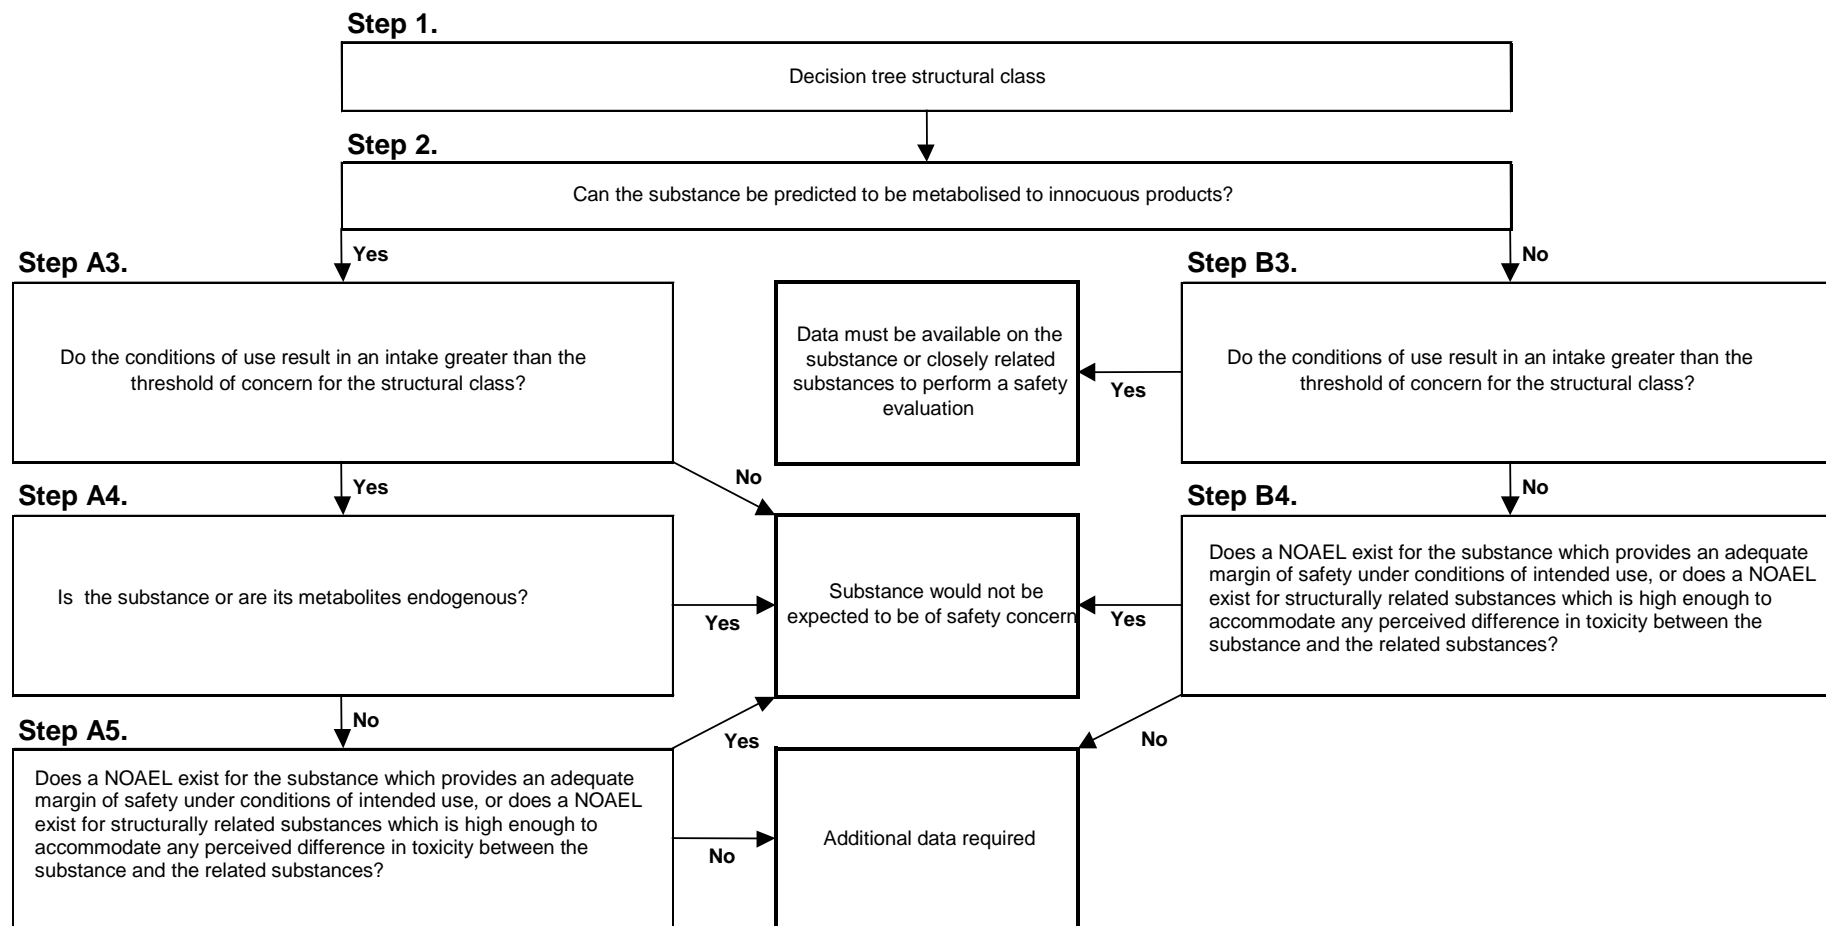 Step 1.
Decision tree structural class
Step 2.
Can the substance be predicted to be metabolised to innocuous products?
Yes
No
Step A3.
Do the conditions of use result in an intake greater than the
threshold of concern for the structural class?
Data must be available on the
substance or closely related
substances to perform a safety
evaluation
Step B3.
Do the conditions of use result in an intake greater than the
threshold of concern for the structural class?
Yes
No
Yes
No
Step A4.
Is the substance or are its metabolites endogenous?
Yes
Substance would not be
expected to be of safety concern
Yes
Step B4.
Does a NOAEL exist for the substance which provides an adequate
margin of safety under conditions of intended use, or does a NOAEL
exist for structurally related substances which is high enough to
accommodate any perceived difference in toxicity between the
substance and the related substances?
No
Yes
No
Step A5.
Does a NOAEL exist for the substance which provides an adequate
margin of safety under conditions of intended use, or does a NOAEL
exist for structurally related substances which is high enough to
accommodate any perceived difference in toxicity between the
substance and the related substances?
No
Additional data required